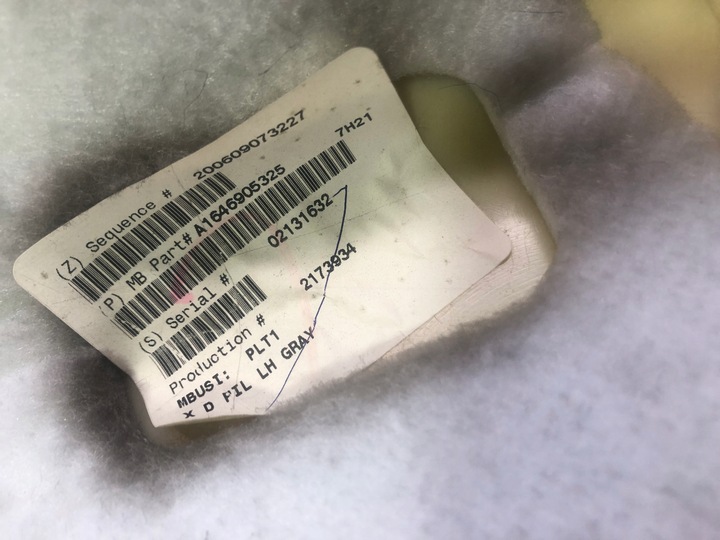 (Z) Sequence # 200609073227
7H21
(P) MB Part# A1646905325
(S) Serial # 02131632
Production # 2173934
MBUSI: PLT1
X D PIL LH GRAY